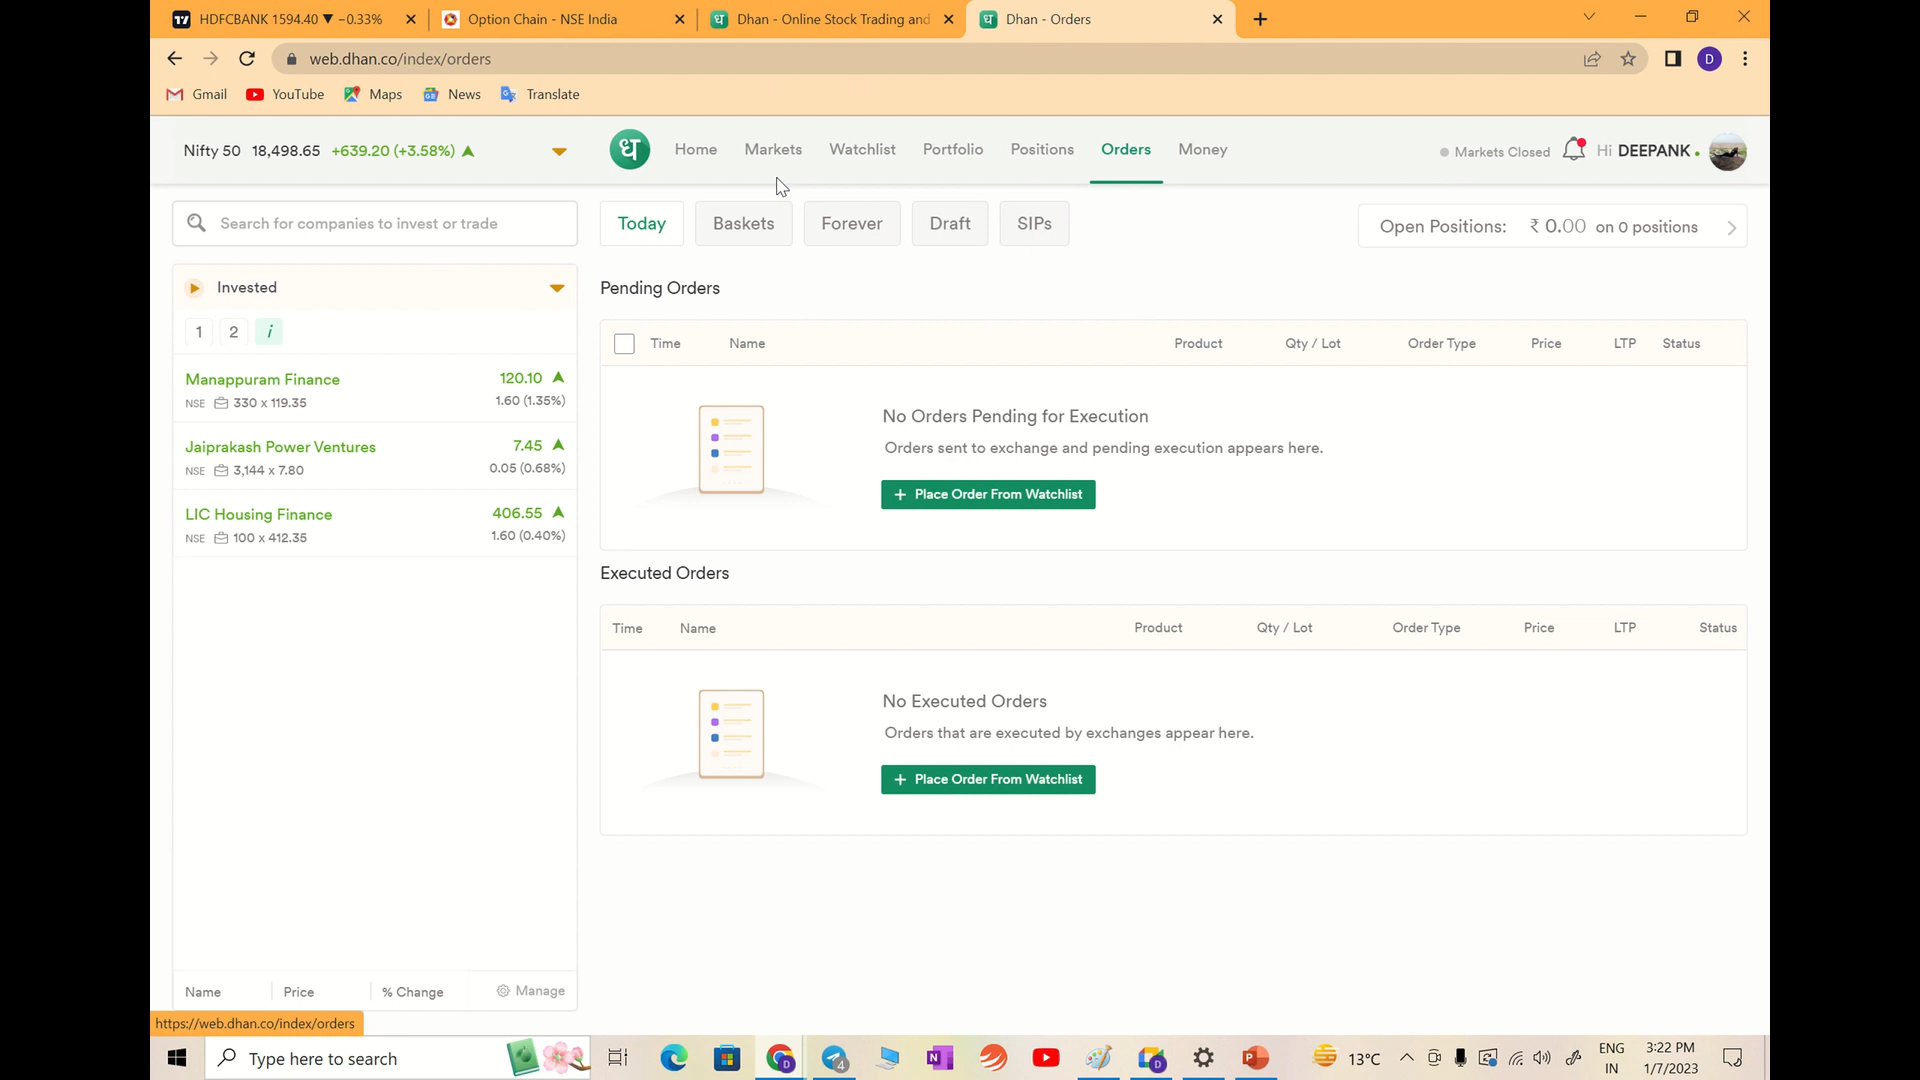 HDFCBANK 1594.40 ▼ −0.33%
Option Chain - NSE India
Dhan - Online Stock Trading and
Dhan - Orders
web.dhan.co/index/orders
D
Gmail
YouTube
Maps
News
Translate
Nifty 50 18,498.65 +639.20 (+3.58%)
ध
Home
Markets
Watchlist
Portfolio
Positions
Orders
Money
Markets Closed
Hi DEEPANK
Search for companies to invest or trade
Today
Baskets
Forever
Draft
SIPs
Open Positions: ₹ 0.00 on 0 positions
Invested
1 2 i
Manappuram Finance 120.10
NSE 330 x 119.35 1.60 (1.35%)
Jaiprakash Power Ventures 7.45
NSE 3,144 x 7.80 0.05 (0.68%)
LIC Housing Finance 406.55
NSE 100 x 412.35 1.60 (0.40%)
Name Price % Change Manage
Pending Orders
Time Name Product Qty / Lot Order Type Price LTP Status
No Orders Pending for Execution
Orders sent to exchange and pending execution appears here.
+ Place Order From Watchlist
Executed Orders
Time Name Product Qty / Lot Order Type Price LTP Status
No Executed Orders
Orders that are executed by exchanges appear here.
+ Place Order From Watchlist
https://web.dhan.co/index/orders
Type here to search
13°C
ENG
IN
3:22 PM
1/7/2023